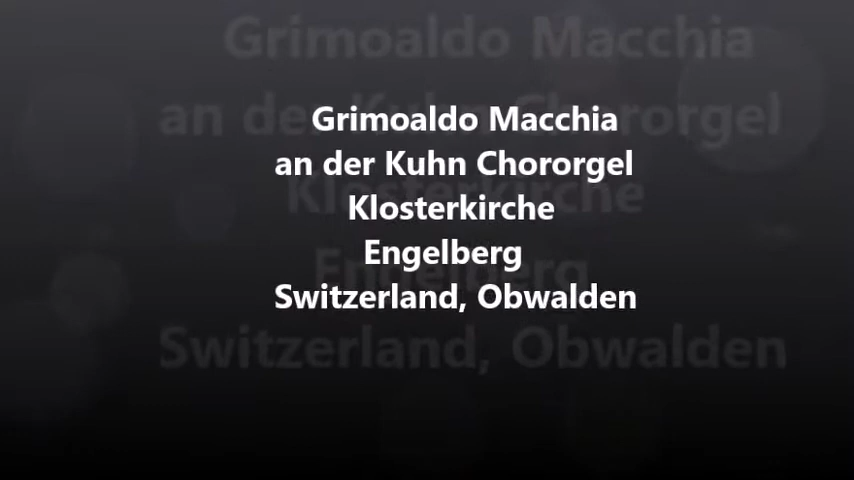 Grimoaldo Macchia
an der Kuhn Chororgel
Klosterkirche
Engelberg
Switzerland, Obwalden